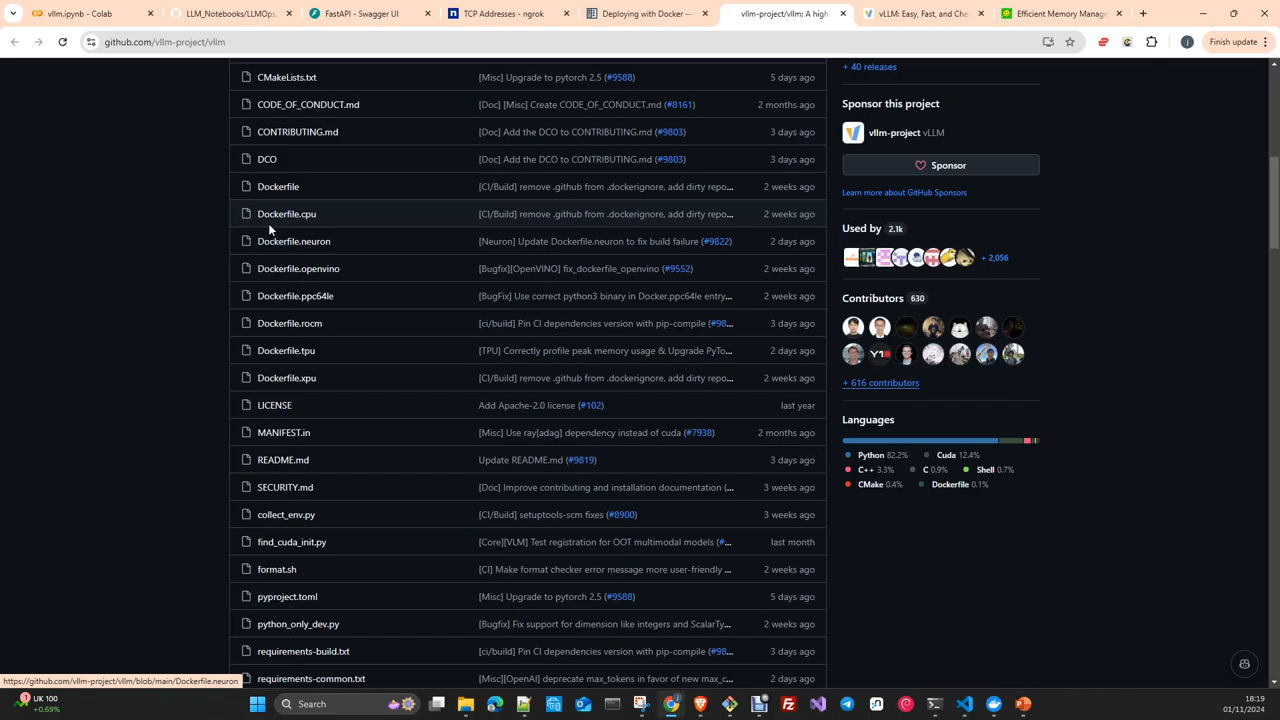 vllm.ipynb - Colab
LLM_Notebooks/LLMOps
FastAPI - Swagger UI
TCP Addresses - ngrok
Deploying with Docker —
vllm-project/vllm: A high-
vLLM: Easy, Fast, and Che
Efficient Memory Manage
github.com/vllm-project/vllm
Finish update
CMakeLists.txt [Misc] Upgrade to pytorch 2.5 (#9588) 5 days ago
CODE_OF_CONDUCT.md [Doc] [Misc] Create CODE_OF_CONDUCT.md (#8161) 2 months ago
CONTRIBUTING.md [Doc] Add the DCO to CONTRIBUTING.md (#9803) 3 days ago
DCO [Doc] Add the DCO to CONTRIBUTING.md (#9803) 3 days ago
Dockerfile [CI/Build] remove .github from .dockerignore, add dirty repo... 2 weeks ago
Dockerfile.cpu [CI/Build] remove .github from .dockerignore, add dirty repo... 2 weeks ago
Dockerfile.neuron [Neuron] Update Dockerfile.neuron to fix build failure (#9822) 2 days ago
Dockerfile.openvino [Bugfix][OpenVINO] fix_dockerfile_openvino (#9552) 2 weeks ago
Dockerfile.ppc64le [BugFix] Use correct python3 binary in Docker.ppc64le entry... 2 weeks ago
Dockerfile.rocm [ci/build] Pin CI dependencies version with pip-compile (#98... 2 days ago
Dockerfile.tpu [TPU] Correctly profile peak memory usage & Upgrade PyTo... 2 days ago
Dockerfile.xpu [CI/Build] remove .github from .dockerignore, add dirty repo... 2 weeks ago
LICENSE Add Apache-2.0 license (#102) last year
MANIFEST.in [Misc] Use ray[adag] dependency instead of cuda (#7938) 2 months ago
README.md Update README.md (#9819) 3 days ago
SECURITY.md [Doc] Improve contributing and installation documentation (... 3 weeks ago
collect_env.py [CI/Build] setuptools-scm fixes (#8900) 3 weeks ago
find_cuda_init.py [Core][VLM] Test registration for OOT multimodal models (#... last month
format.sh [CI] Make format checker error message more user-friendly ... 2 weeks ago
pyproject.toml [Misc] Upgrade to pytorch 2.5 (#9588) 5 days ago
python_only_dev.py [Bugfix] Fix support for dimension like integers and ScalarTy... 2 weeks ago
requirements-build.txt [ci/build] Pin CI dependencies version with pip-compile (#98... 3 days ago
requirements-common.txt [Misc][OpenAI] deprecate max_tokens in favor of new max_c... 2 days ago
+ 40 releases
Sponsor this project
vllm-project vLLM
Sponsor
Learn more about GitHub Sponsors
Used by 2.1k
+ 2,056
Contributors 630
+ 616 contributors
Languages
Python 82.2% Cuda 12.4%
C++ 3.3% C 0.9% Shell 0.7%
CMake 0.4% Dockerfile 0.1%
https://github.com/vllm-project/vllm/blob/main/Dockerfile.neuron
UK 100
+0.69%
Search
18:19
01/11/2024